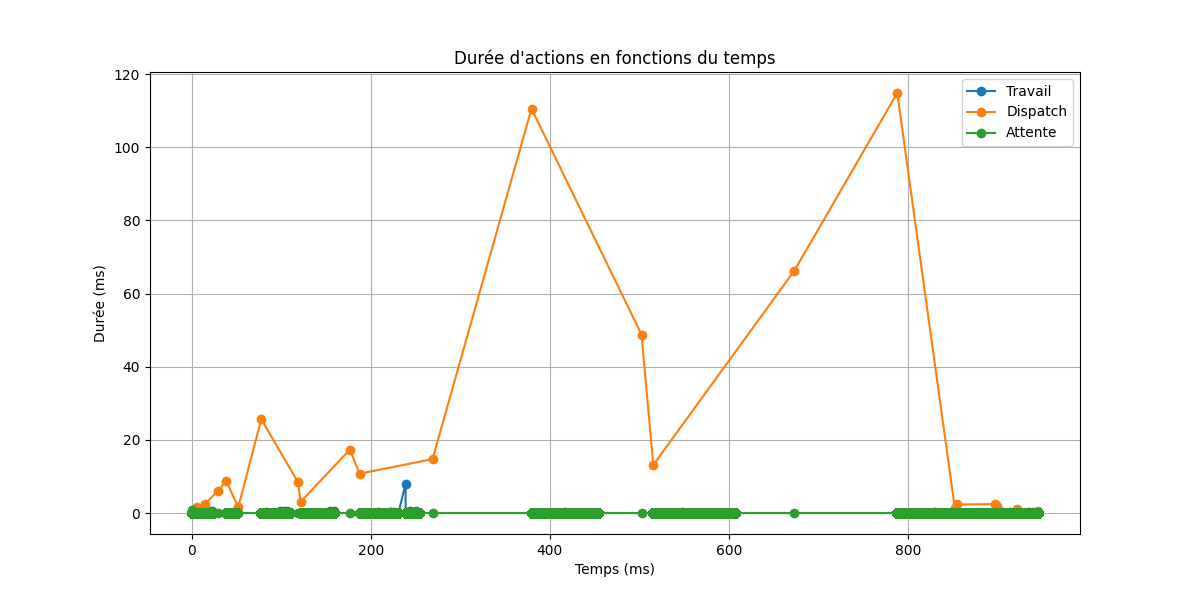 Durée d'actions en fonctions du temps
Travail
Dispatch
Attente
120
100
80
60
40
20
0
Durée (ms)
0 200 400 600 800
Temps (ms)